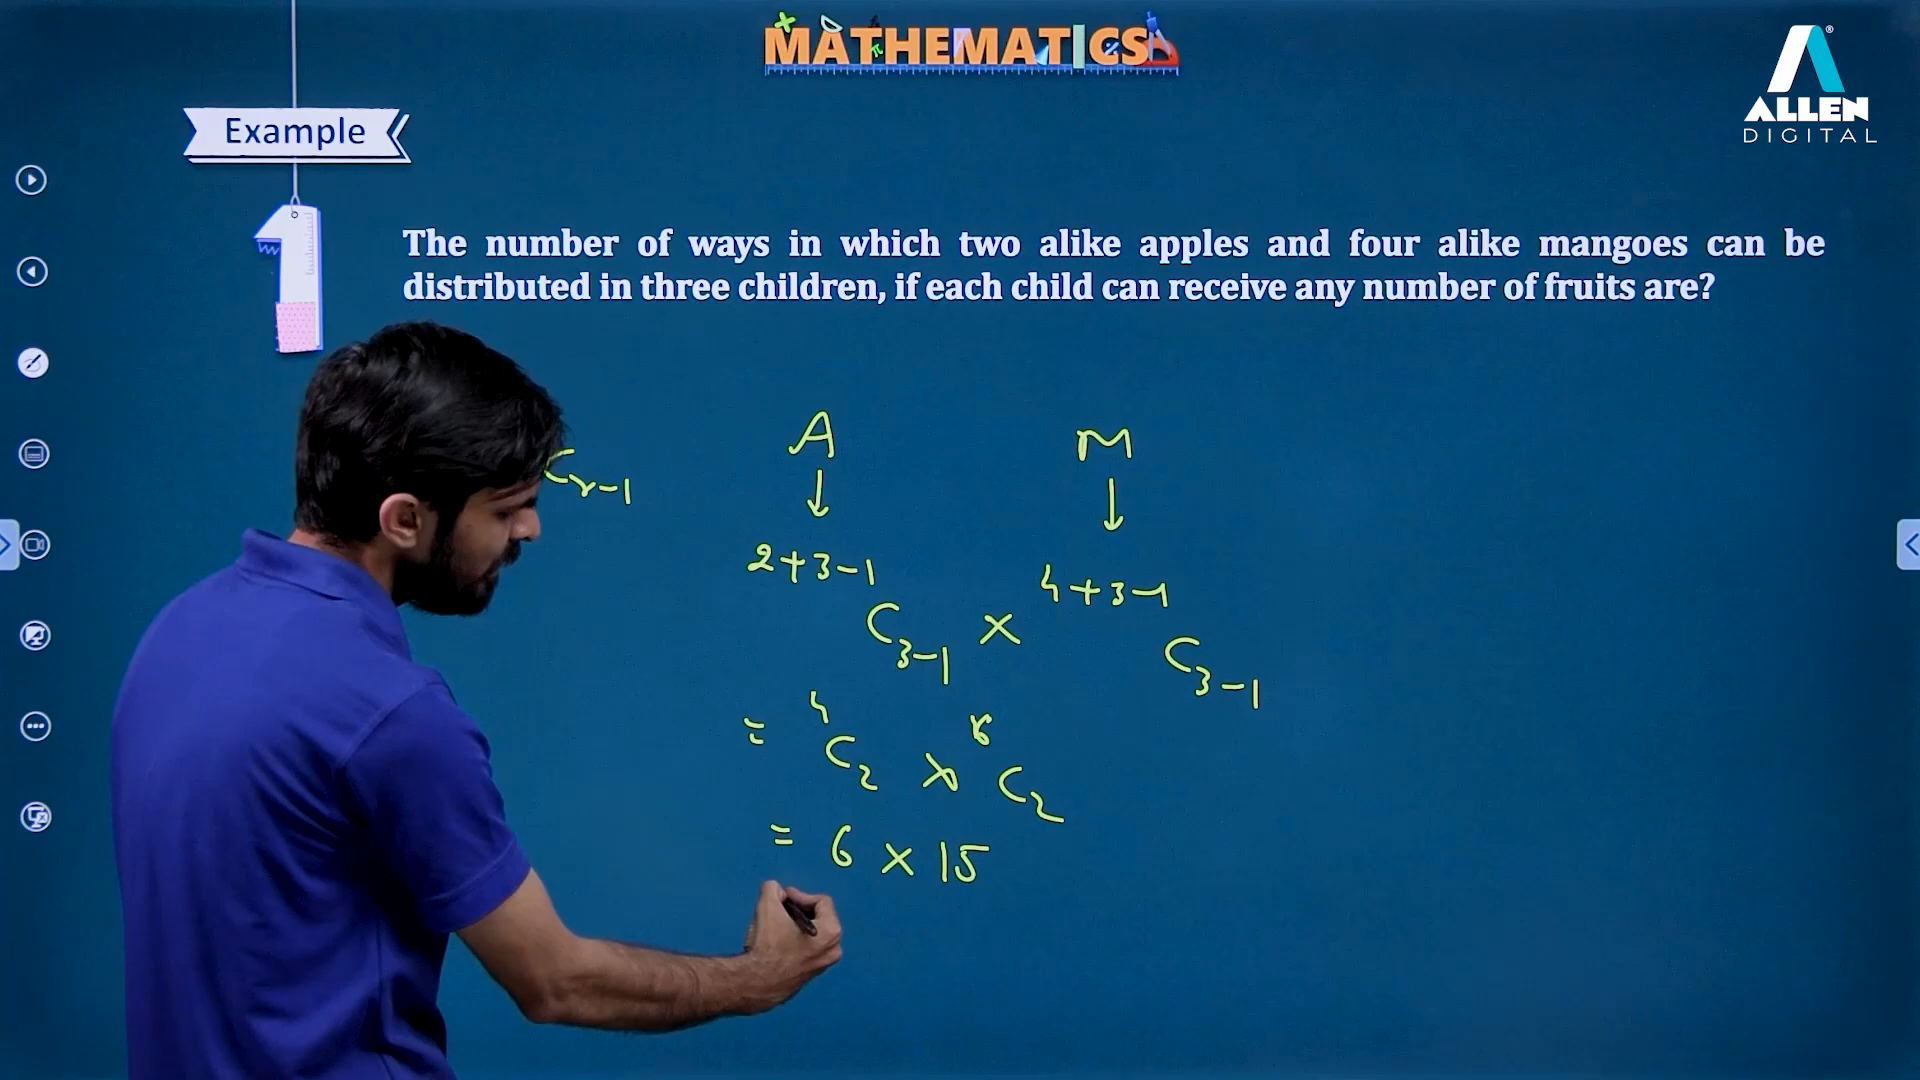 MATHEMATICS
ALLEN
DIGITAL
Example
1
The number of ways in which two alike apples and four alike mangoes can be
distributed in three children, if each child can receive any number of fruits are?
A M
C r-1
2+3-1 4+3-1
C 3-1 × C 3-1
= 4 C 2 × 6 C 2
= 6 × 15